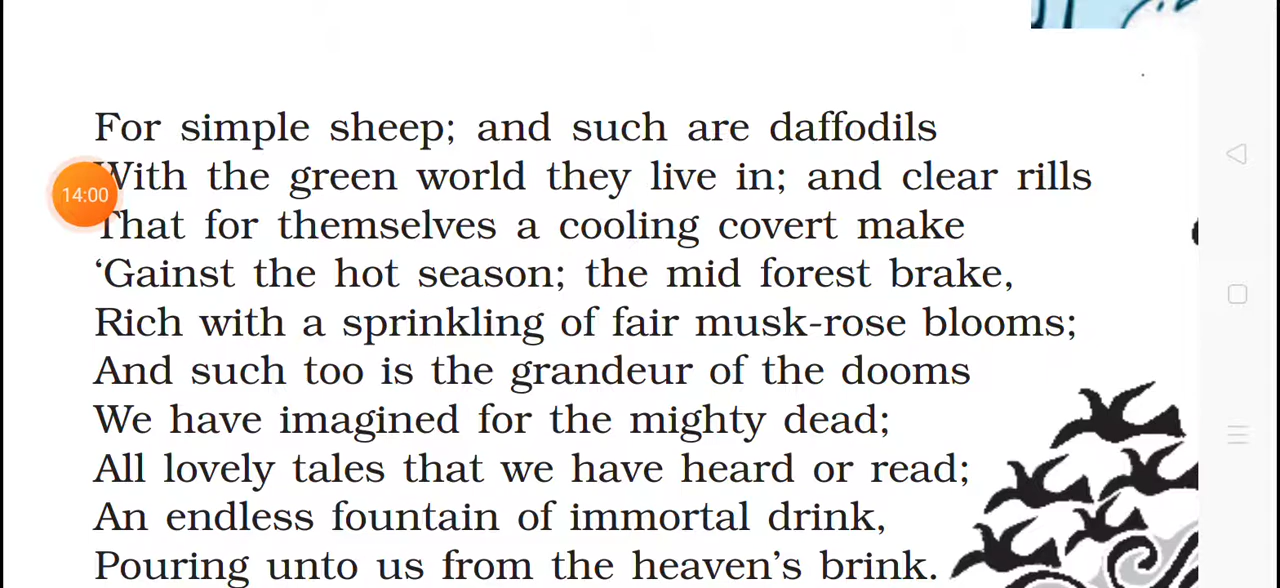 For simple sheep; and such are daffodils
With the green world they live in; and clear rills
14:00
That for themselves a cooling covert make
‘Gainst the hot season; the mid forest brake,
Rich with a sprinkling of fair musk-rose blooms;
And such too is the grandeur of the dooms
We have imagined for the mighty dead;
All lovely tales that we have heard or read;
An endless fountain of immortal drink,
Pouring unto us from the heaven’s brink.